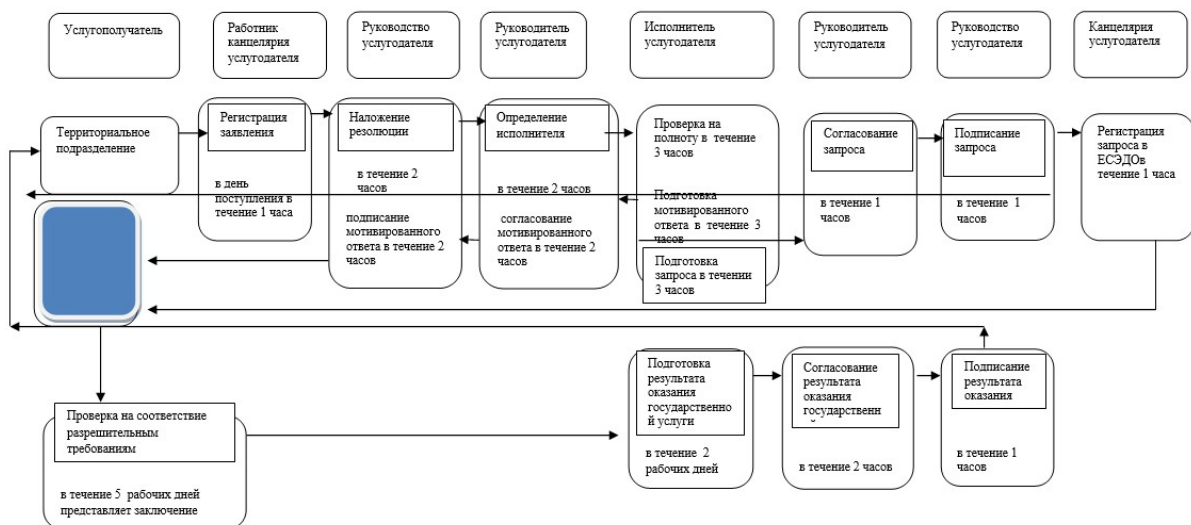 Услугополучатель
Работник
канцелярия
услугодателя
Руководство
услугодателя
Руководитель
услугодателя
Исполнитель
услугодателя
Руководитель
услугодателя
Руководство
услугодателя
Канцелярия
услугодателя
Территориальное
подразделение
Регистрация
заявления
в день
поступления в
течение 1 часа
Наложение
резолюции
в течение 2
часов
подписание
мотивированного
ответа в течение 2
часов
Определение
исполнителя
в течение 2 часов
согласование
мотивированного
ответа в течение 2
часов
Проверка на
полноту в течение
3 часов
Подготовка
мотивированного
ответа в течение 3
часов
Подготовка
запроса в течении
3 часов
Согласование
запроса
в течение 1
часов
Подписание
запроса
в течение 1
часов
Регистрация
запроса в
ЕСЭДОв
течение 1 часа
Проверка на соответствие
разрешительным
требованиям
в течение 5 рабочих дней
представляет заключение
Подготовка
результата
оказания
государственно
й услуги
в течение 2
рабочих дней
Согласование
результата
оказания
государственн
в течение 2 часов
Подписание
результата
оказания
в течение 1
часов